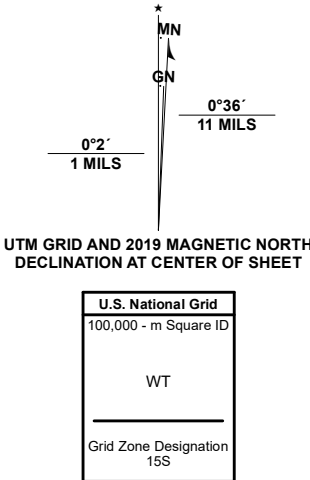 ★
MN
GN
0°36´
11 MILS
0°2´
1 MILS
UTM GRID AND 2019 MAGNETIC NORTH
DECLINATION AT CENTER OF SHEET
U.S. National Grid
100,000 - m Square ID
WT
Grid Zone Designation
15S